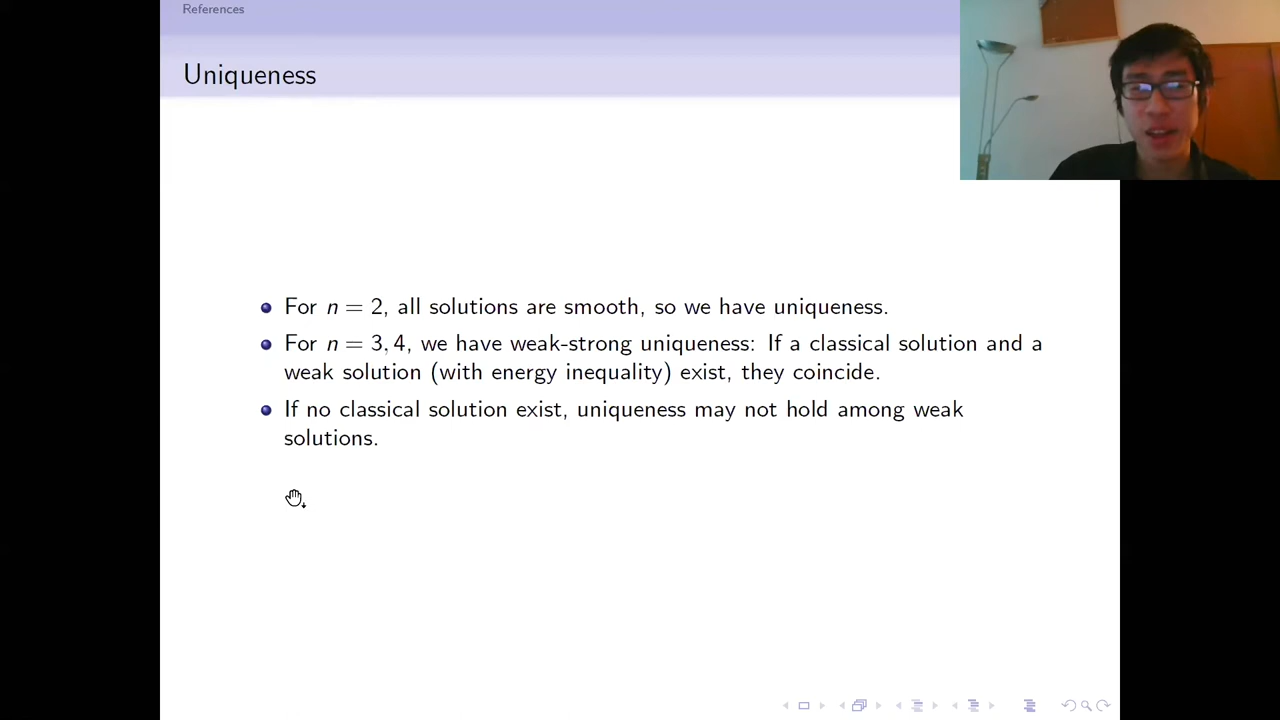 References
Uniqueness
For n = 2, all solutions are smooth, so we have uniqueness.
For n = 3, 4, we have weak-strong uniqueness: If a classical solution and a
weak solution (with energy inequality) exist, they coincide.
If no classical solution exist, uniqueness may not hold among weak
solutions.